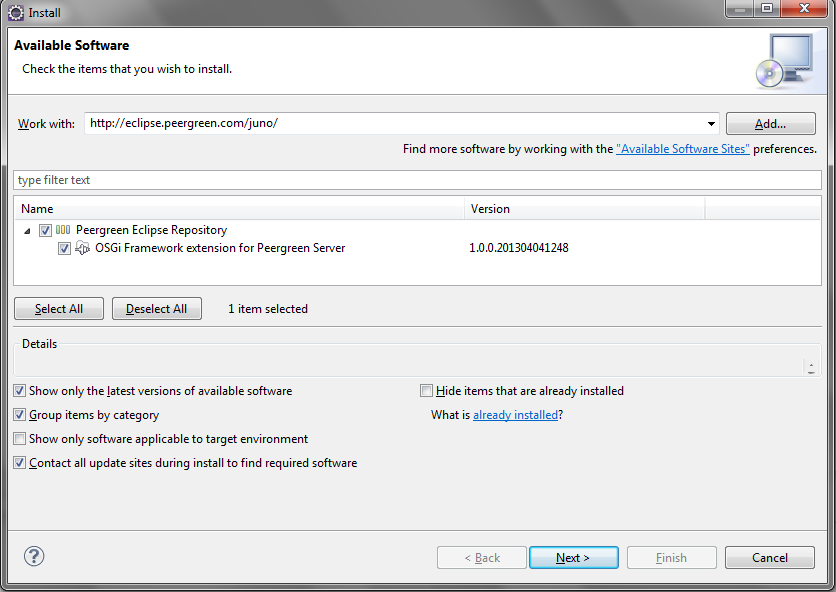 Install
Available Software
Check the items that you wish to install.
Work with: http://eclipse.peergreen.com/juno/ Add...
Find more software by working with the "Available Software Sites" preferences.
type filter text
Name Version
Peergreen Eclipse Repository
OSGi Framework extension for Peergreen Server 1.0.0.201304041248
Select All Deselect All 1 item selected
Details
Show only the latest versions of available software Hide items that are already installed
Group items by category What is already installed?
Show only software applicable to target environment
Contact all update sites during install to find required software
? < Back Next > Finish Cancel